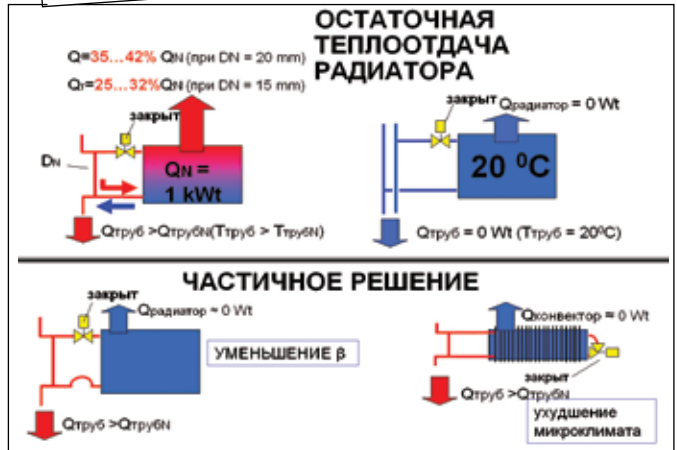 ОСТАТОЧНАЯ
ТЕПЛООТДАЧА
РАДИАТОРА
Q=35...42% QN (при DN = 20 mm)
Q₂=25...32%QN (при DN = 15 mm)
закрыт
DN
QN =
1 kWt
Qтруб >QтрубN(Tтруб > TтрубN)
закрыт
Qрадиатор = 0 Wt
20 ⁰C
Qтруб = 0 Wt (Tтруб = 20⁰C)
ЧАСТИЧНОЕ РЕШЕНИЕ
закрыт
Qрадиатор ≈ 0 Wt
УМЕНЬШЕНИЕ β
Qтруб >QтрубN
Qконвектор ≈ 0 Wt
закрыт
Qтруб >QтрубN
ухудшение
микроклимата